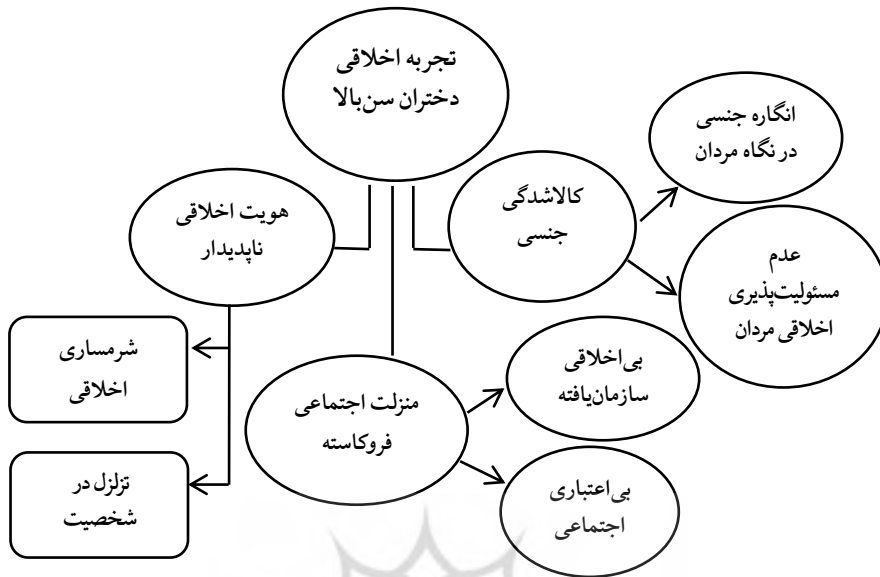 تجربه اخلاقی
دختران سن‌بالا
انگاره جنسی
در نگاه مردان
کالاشدگی
جنسی
هویت اخلاقی
ناپدیدار
عدم
مسئولیت‌پذیری
اخلاقی مردان
شرمساری
اخلاقی
بی‌اخلاقی
سازمان‌یافته
منزلت اجتماعی
فروکاسته
تزلزل در
شخصیت
بی‌اعتباری
اجتماعی